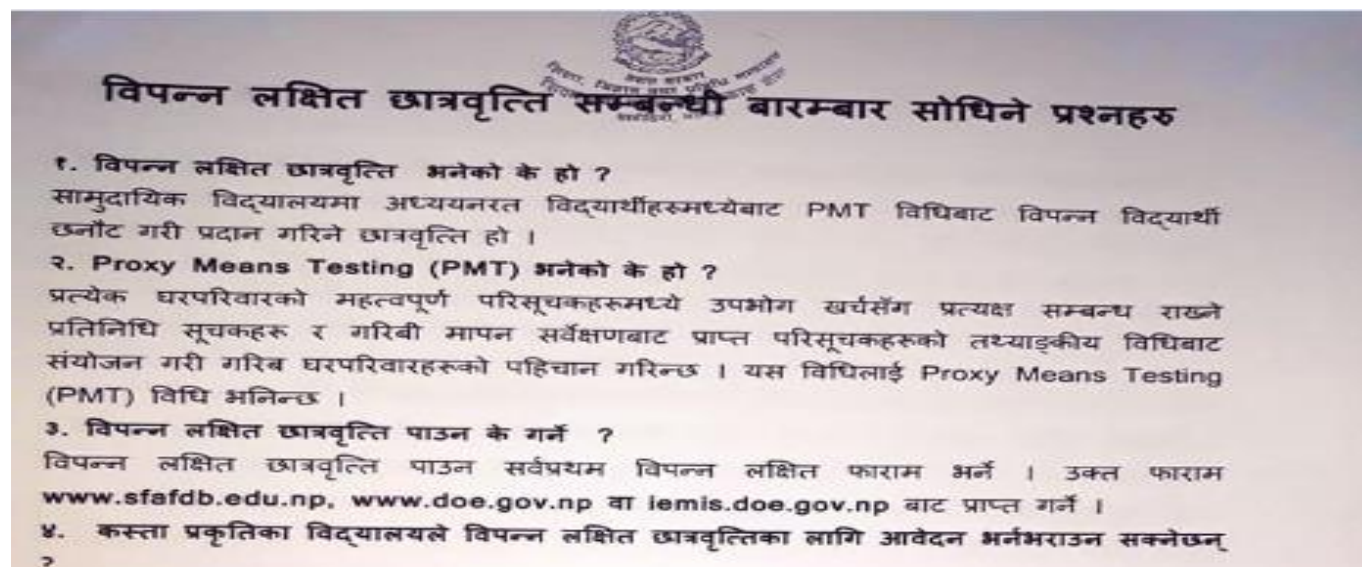 विपन्न लक्षित छात्रवृत्ति सम्बन्धी बारम्बार सोधिने प्रश्नहरु
१. विपन्न लक्षित छात्रवृत्ति भनेको के हो ?
सामुदायिक विद्यालयमा अध्ययनरत विद्यार्थीहरुमध्येबाट PMT विधिबाट विपन्न विद्यार्थी
छनौट गरी प्रदान गरिने छात्रवृत्ति हो ।
२. Proxy Means Testing (PMT) भनेको के हो ?
प्रत्येक घरपरिवारको महत्वपूर्ण परिसूचकहरुमध्ये उपभोग खर्चसँग प्रत्यक्ष सम्बन्ध राख्ने
प्रतिनिधि सूचकहरू र गरिबी मापन सर्वेक्षणबाट प्राप्त परिसूचकहरुको तथ्याङ्कीय विधिबाट
संयोजन गरी गरिब घरपरिवारहरुको पहिचान गरिन्छ । यस विधिलाई Proxy Means Testing
(PMT) विधि भनिन्छ ।
३. विपन्न लक्षित छात्रवृत्ति पाउन के गर्ने ?
विपन्न लक्षित छात्रवृत्ति पाउन सर्वप्रथम विपन्न लक्षित फाराम भर्ने । उक्त फाराम
www.sfafdb.edu.np, www.doe.gov.np वा iemis.doe.gov.np बाट प्राप्त गर्ने ।
४. कस्ता प्रकृतिका विद्यालयले विपन्न लक्षित छात्रवृत्तिका लागि आवेदन भर्नभराउन सक्नेछन्
?